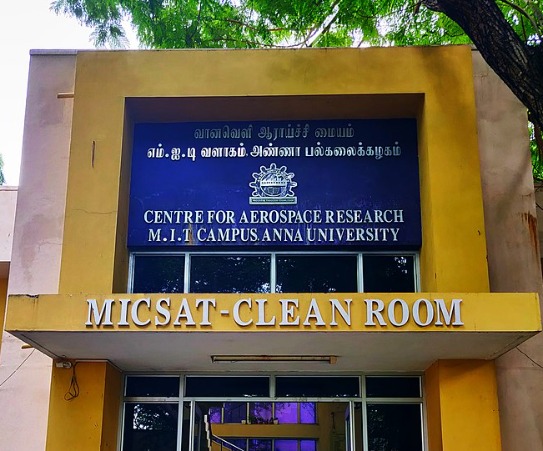 வானவெளி ஆராய்ச்சி மையம்
எம்.ஐ.டி வளாகம். அண்ணா பல்கலைக்கழகம்
CENTRE FOR AEROSPACE RESEARCH
M.I.T CAMPUS. ANNA UNIVERSITY
MICSAT-CLEAN ROOM